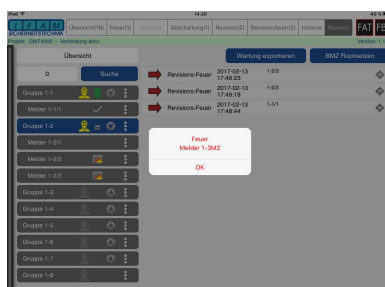 iPad
14:20
40 %
IFAM
SICHERHEITSTECHNIK
Übersicht(18)
Feuer(1)
Störung
Abschaltung(1)
Revision(2)
Revisionsfeuer(2)
Historie
Revision
FAT
FB
Projekt: GMT4000 - Verbindung aktiv
Version: 1.1
Übersicht
Wartung exportieren
BMZ Rücksetzen
0
Suche
Revisions-Feuer
2017-02-13
17:49:23
1-2/3
Gruppe 1-1
Revisions-Feuer
2017-02-13
17:49:18
1-2/2
Melder 1-1/1
Revisions-Feuer
2017-02-13
17:48:44
1-1/1
Gruppe 1-2
Melder 1-2/1
Melder 1-2/2
Melder 1-2/3
Feuer
Melder 1-3M2
OK
Gruppe 1-3
Gruppe 1-4
Gruppe 1-5
Gruppe 1-6
Gruppe 1-7
Gruppe 1-8